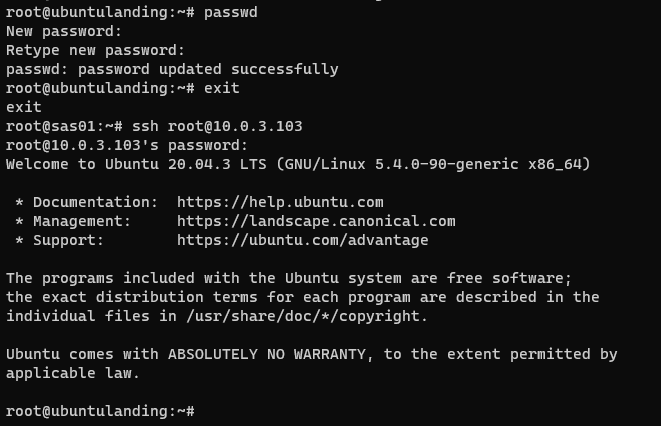 root@ubuntulanding:~# passwd
New password:
Retype new password:
passwd: password updated successfully
root@ubuntulanding:~# exit
exit
root@sas01:~# ssh root@10.0.3.103
root@10.0.3.103's password:
Welcome to Ubuntu 20.04.3 LTS (GNU/Linux 5.4.0-90-generic x86_64)

 * Documentation:  https://help.ubuntu.com
 * Management:     https://landscape.canonical.com
 * Support:        https://ubuntu.com/advantage

The programs included with the Ubuntu system are free software;
the exact distribution terms for each program are described in the
individual files in /usr/share/doc/*/copyright.

Ubuntu comes with ABSOLUTELY NO WARRANTY, to the extent permitted by
applicable law.

root@ubuntulanding:~#